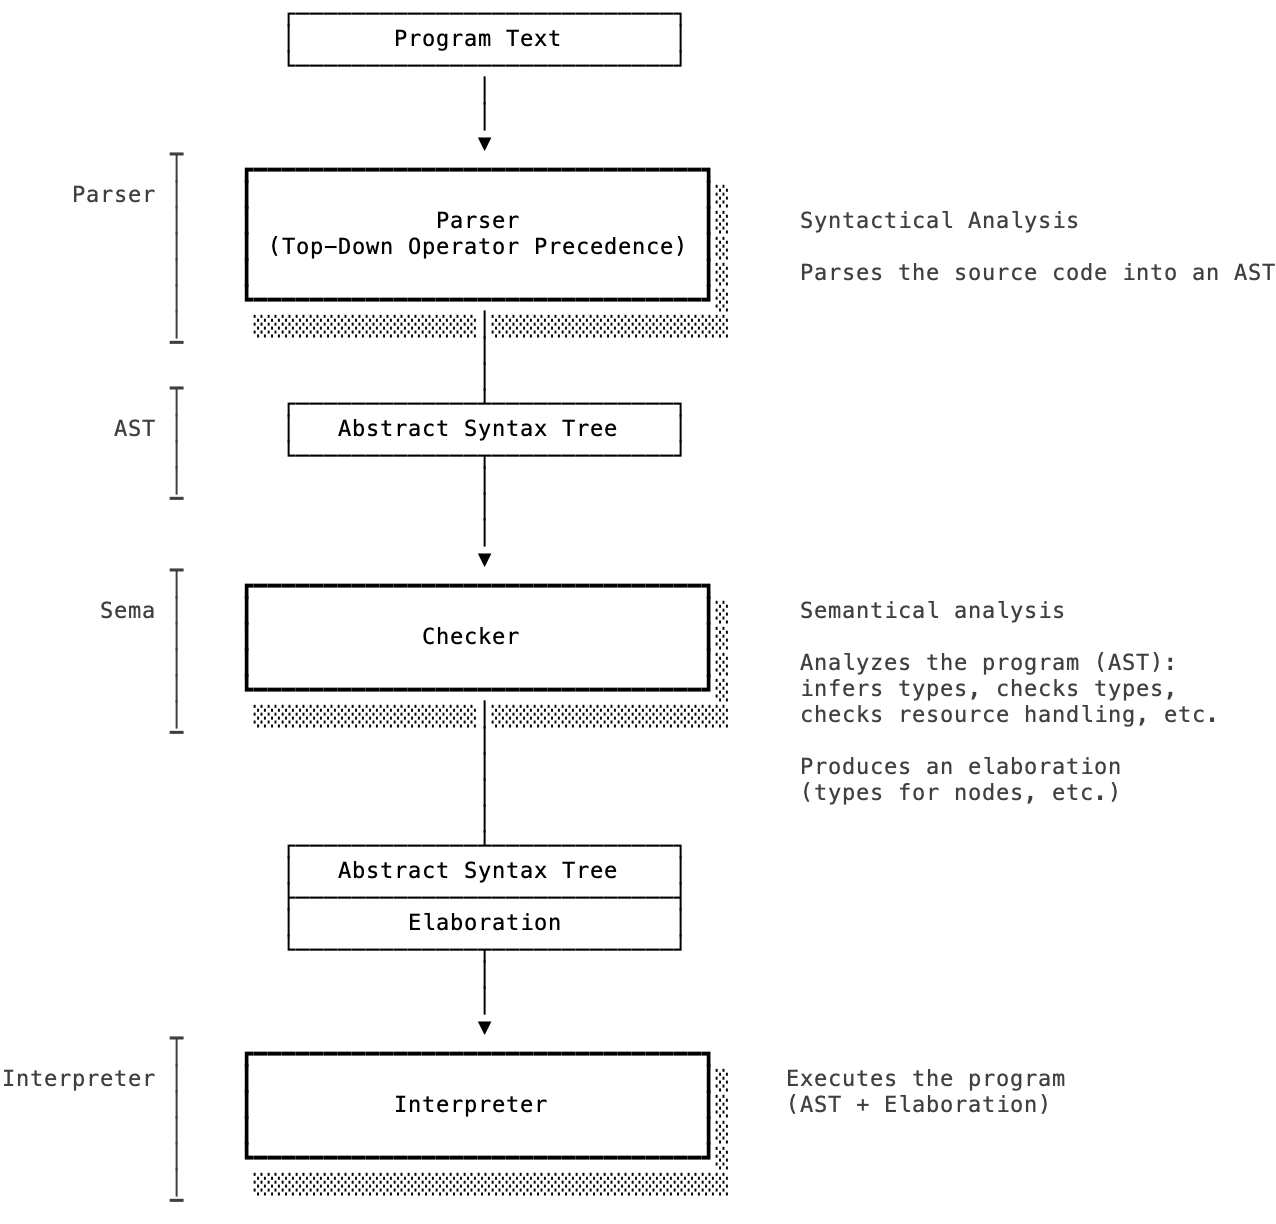 Program Text
Parser
Parser
(Top-Down Operator Precedence)
Syntactical Analysis
Parses the source code into an AST
AST
Abstract Syntax Tree
Sema
Checker
Semantical analysis
Analyzes the program (AST):
infers types, checks types,
checks resource handling, etc.
Produces an elaboration
(types for nodes, etc.)
Abstract Syntax Tree
Elaboration
Interpreter
Interpreter
Executes the program
(AST + Elaboration)